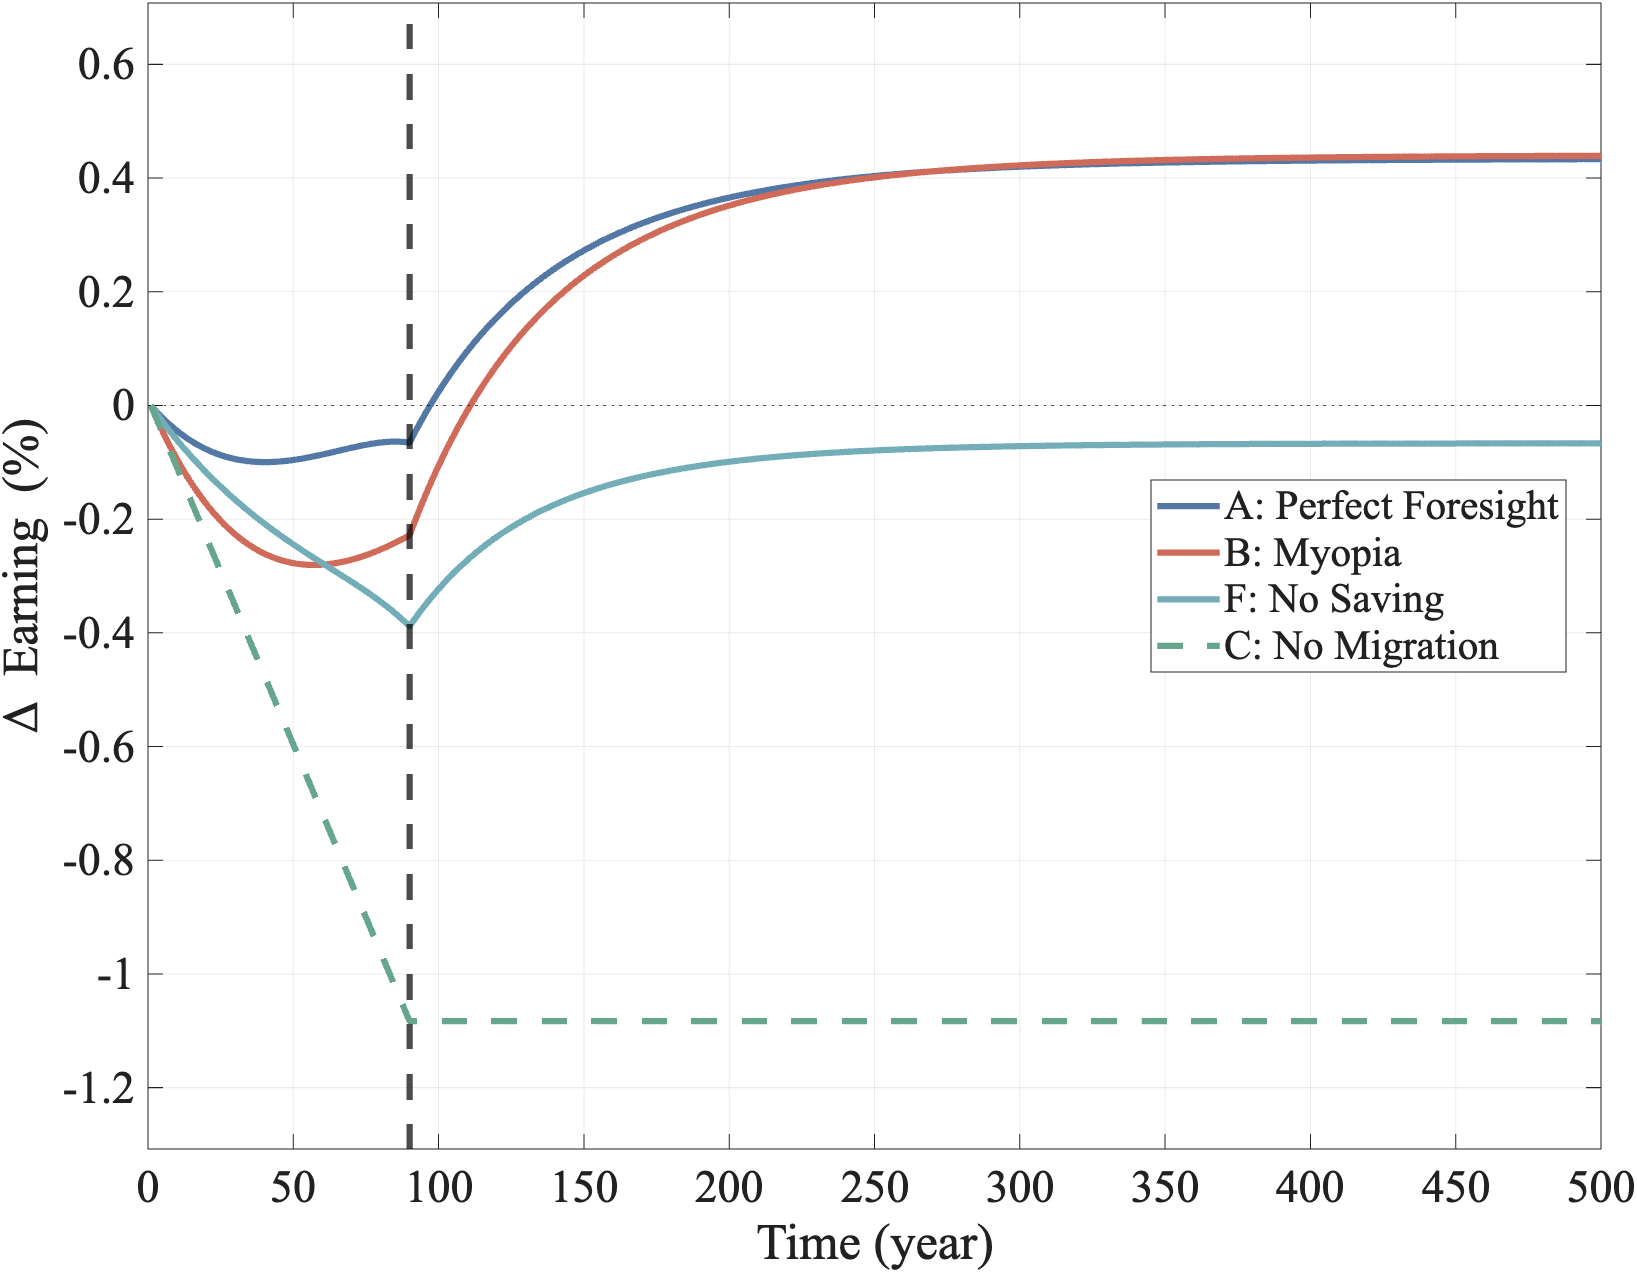 0.6
0.4
0.2
0
-0.2
-0.4
-0.6
-0.8
-1
-1.2
Δ Earning (%)
A: Perfect Foresight
B: Myopia
F: No Saving
C: No Migration
0 50 100 150 200 250 300 350 400 450 500
Time (year)